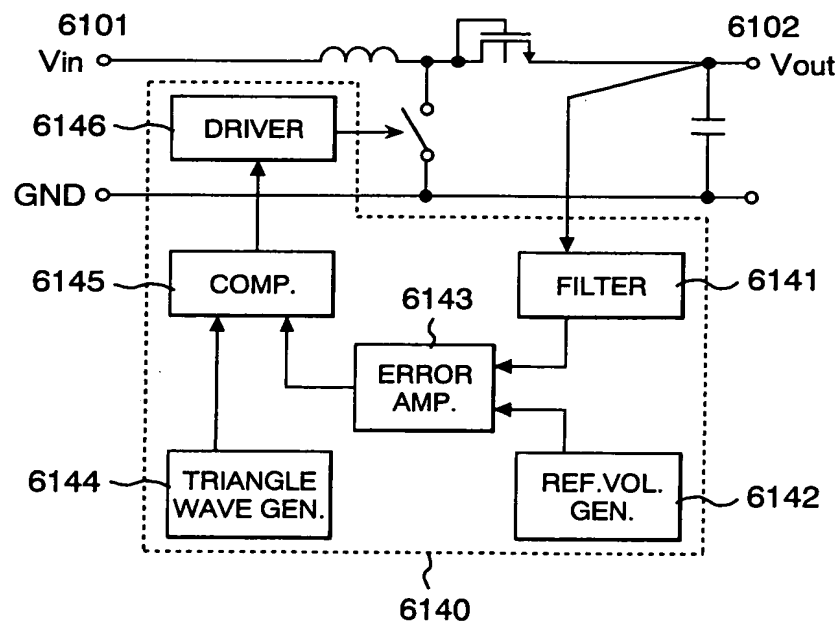 6101
Vin
6102
Vout
6146
DRIVER
GND
6145
COMP.
6143
FILTER
6141
ERROR
AMP.
6144
TRIANGLE
WAVE GEN.
REF.VOL.
GEN.
6142
6140